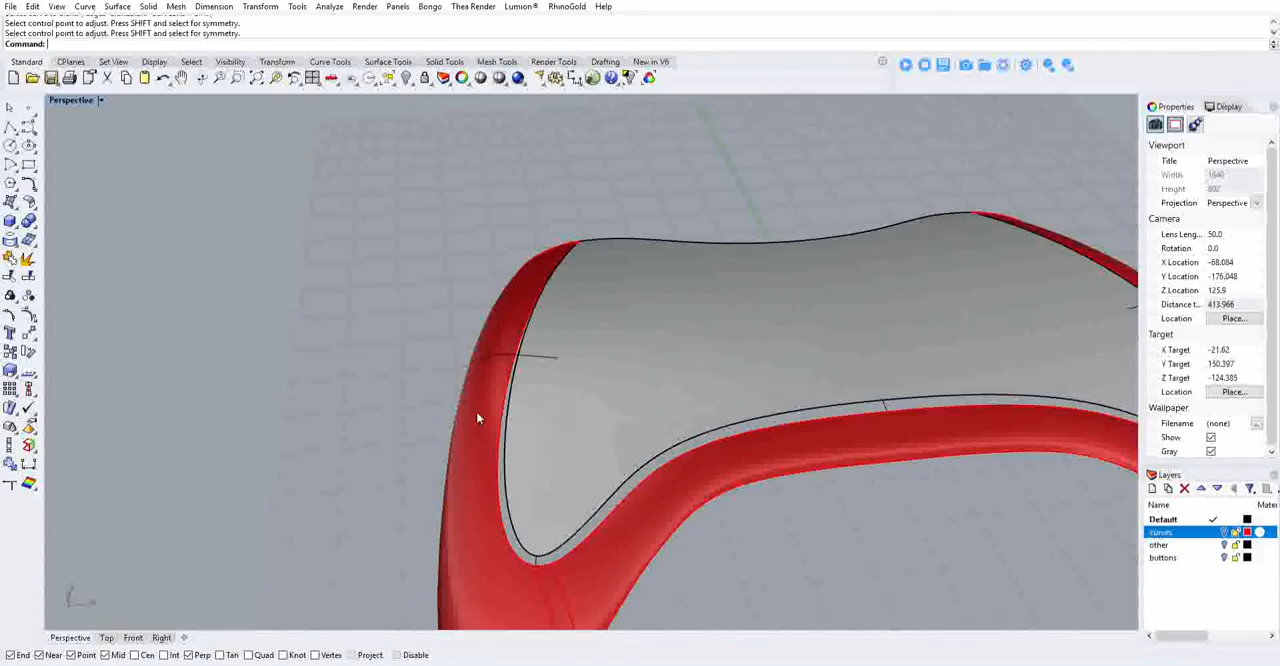 File Edit View Curve Surface Solid Mesh Dimension Transform Tools Analyze Render Panels Bongo Thea Render Lumion® RhinoGold Help
Select control point to adjust. Press SHIFT and select for symmetry.
Select control point to adjust. Press SHIFT and select for symmetry.
Command:
Standard CPlanes Set View Display Select Visibility Transform Curve Tools Surface Tools Solid Tools Mesh Tools Render Tools Drafting New in V6
Perspective
Properties Display
Viewport
Title Perspective
Width 1646
Height 802
Projection Perspective
Camera
Lens Leng... 50.0
Rotation 0.0
X Location -68.084
Y Location -176.048
Z Location 125.9
Distance t... 413.966
Location Place...
Target
X Target -21.62
Y Target 150.397
Z Target -124.385
Location Place...
Wallpaper
Filename (none)
Show
Gray
Layers
Name Mater
Default
curves
other
buttons
Perspective Top Front Right
End Near Point Mid Cen Int Perp Tan Quad Knot Vertex Project Disable